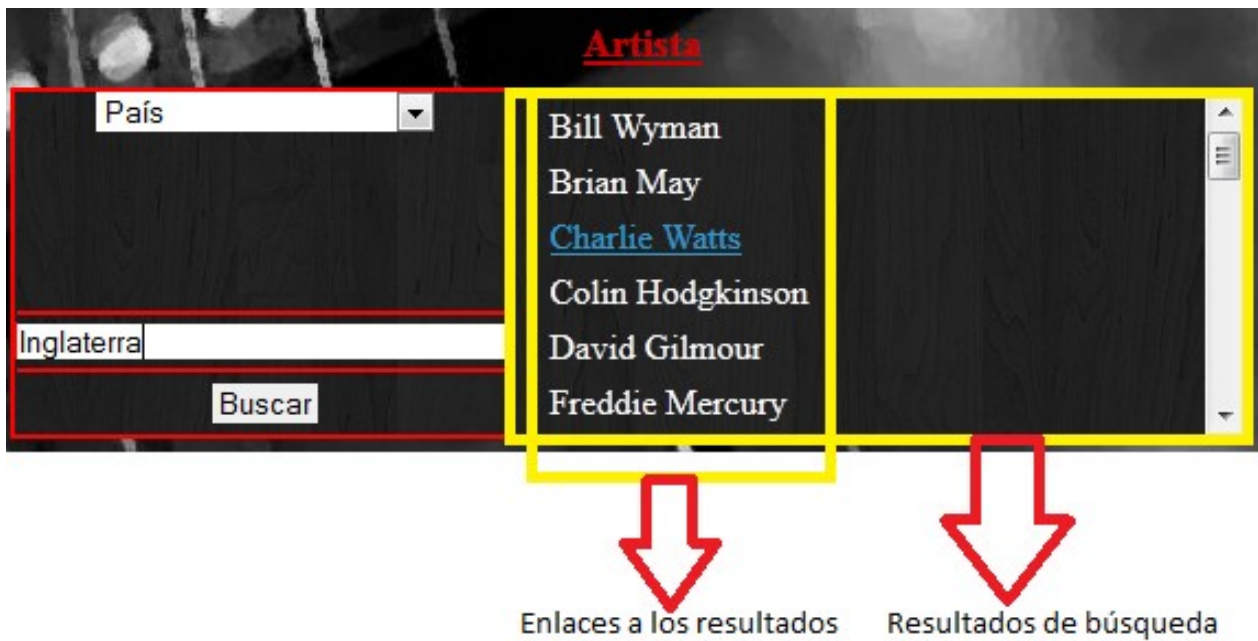 Artista
País
Inglaterra
Buscar
Bill Wyman
Brian May
Charlie Watts
Colin Hodgkinson
David Gilmour
Freddie Mercury
Enlaces a los resultados
Resultados de búsqueda